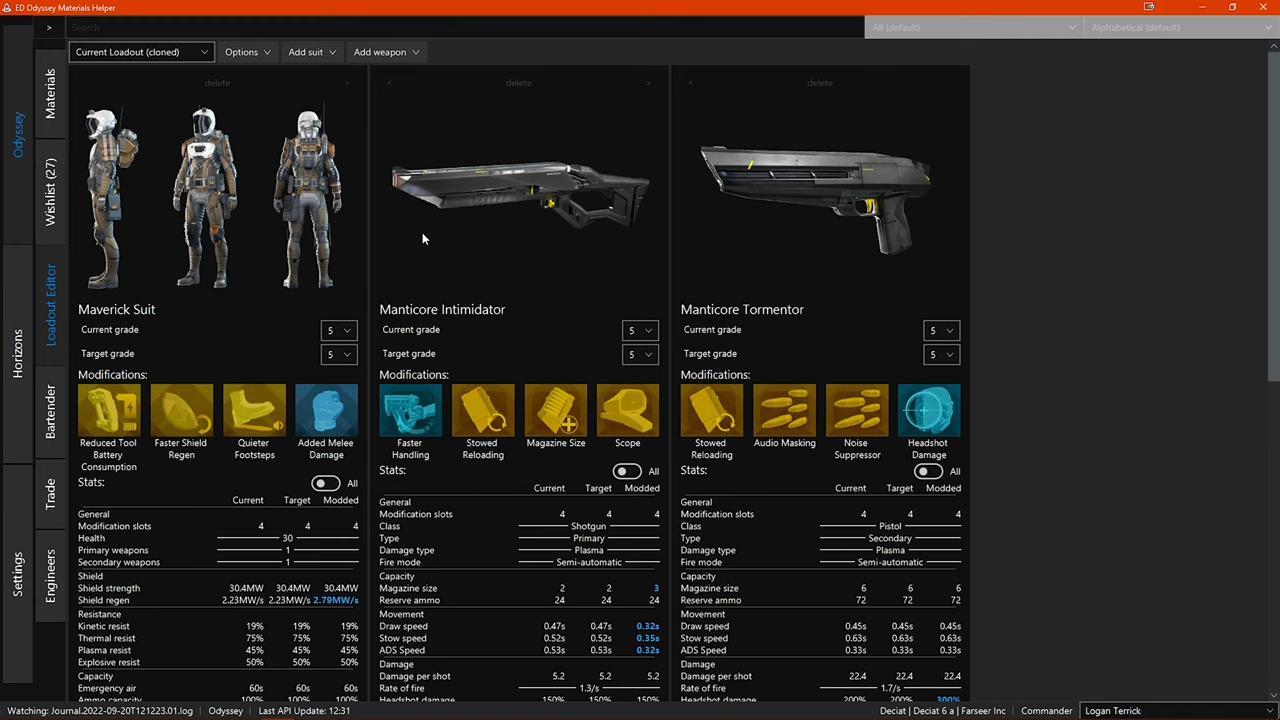 ED Odyssey Materials Helper
>
Search
All (default)
Alphabetical (default)
Current Loadout (cloned)
Options
Add suit
Add weapon
Odyssey
Horizons
Settings
Materials
Wishlist (27)
Loadout Editor
Bartender
Trade
Engineers
delete >
Maverick Suit
Current grade 5
Target grade 5
Modifications:
Reduced Tool Battery Consumption
Faster Shield Regen
Quieter Footsteps
Added Melee Damage
Stats: All
Current Target Modded
General
Modification slots 4 4 4
Health 30
Primary weapons 1
Secondary weapons 1
Shield
Shield strength 30.4MW 30.4MW 30.4MW
Shield regen 2.23MW/s 2.23MW/s 2.79MW/s
Resistance
Kinetic resist 19% 19% 19%
Thermal resist 75% 75% 75%
Plasma resist 45% 45% 45%
Explosive resist 50% 50% 50%
Capacity
Emergency air 60s 60s 60s
Ammo capacity 100% 100% 100%
< delete >
Manticore Intimidator
Current grade 5
Target grade 5
Modifications:
Faster Handling
Stowed Reloading
Magazine Size
Scope
Stats: All
Current Target Modded
General
Modification slots 4 4 4
Class Shotgun
Type Primary
Damage type Plasma
Fire mode Semi-automatic
Capacity
Magazine size 2 2 3
Reserve ammo 24 24 24
Movement
Draw speed 0.47s 0.47s 0.32s
Stow speed 0.52s 0.52s 0.35s
ADS Speed 0.53s 0.53s 0.32s
Damage
Damage per shot 5.2 5.2 5.2
Rate of fire 1.3/s
Headshot damage 150% 150% 150%
< delete
Manticore Tormentor
Current grade 5
Target grade 5
Modifications:
Stowed Reloading
Audio Masking
Noise Suppressor
Headshot Damage
Stats: All
Current Target Modded
General
Modification slots 4 4 4
Class Pistol
Type Secondary
Damage type Plasma
Fire mode Semi-automatic
Capacity
Magazine size 6 6 6
Reserve ammo 72 72 72
Movement
Draw speed 0.45s 0.45s 0.45s
Stow speed 0.63s 0.63s 0.63s
ADS Speed 0.33s 0.33s 0.33s
Damage
Damage per shot 22.4 22.4 22.4
Rate of fire 1.7/s
Headshot damage 200% 200% 300%
Watching: Journal.2022-09-20T121223.01.log Odyssey Last API Update: 12:31 Deciat | Deciat 6 a | Farseer Inc Commander Logan Terrick